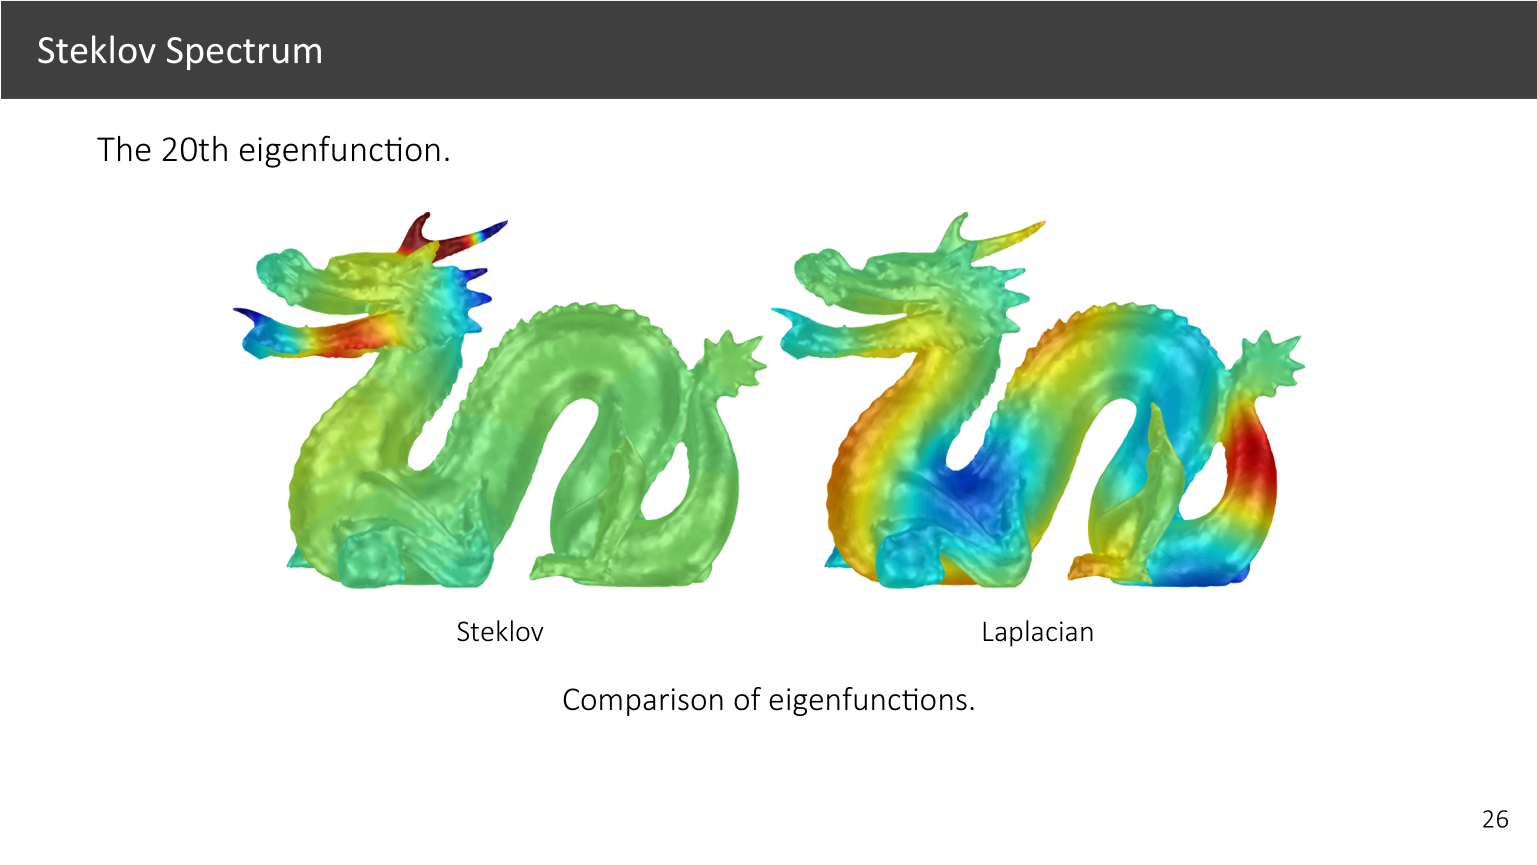 Steklov Spectrum
The 20th eigenfunction.
Steklov
Laplacian
Comparison of eigenfunctions.
26